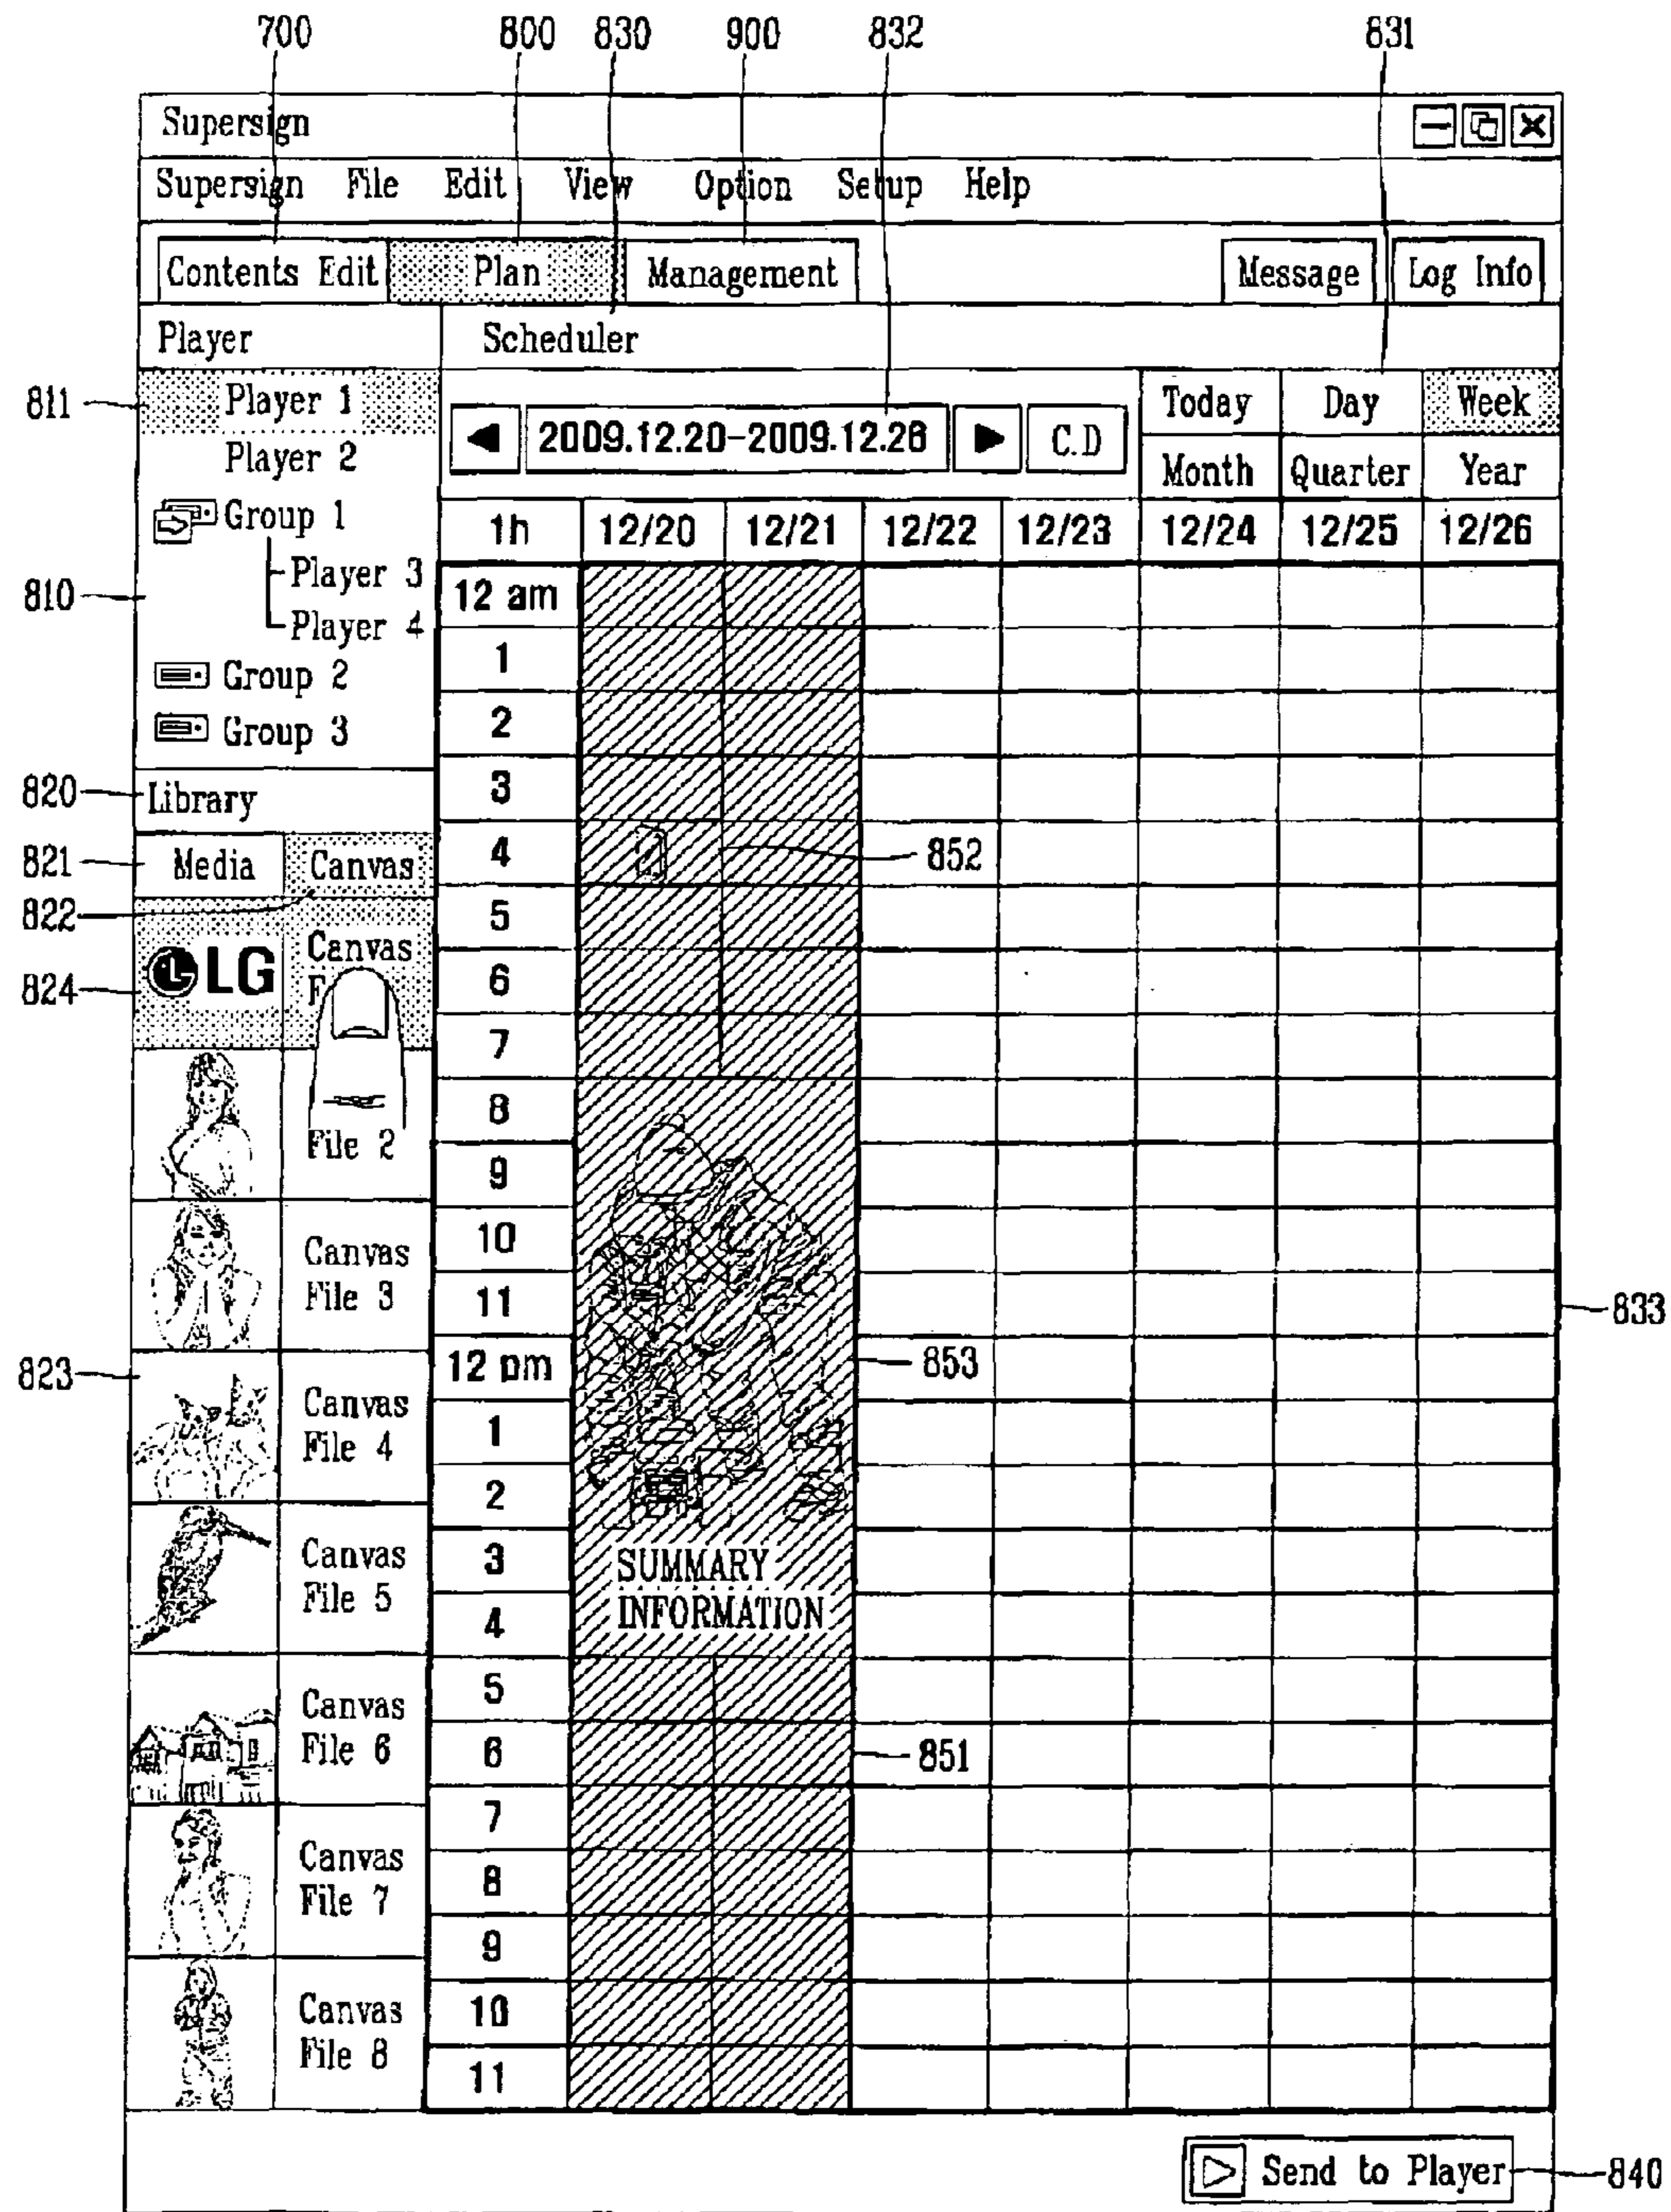 700 800 830 900 832 831
Supersign
Supersign File Edit View Option Setup Help
Contents Edit Plan Management Message Log Info
Player Scheduler
811
Player 1
Player 2
Group 1
810
Player 3
Player 4
Group 2
Group 3
820
Library
821
Media Canvas
822
824
LG
Canvas
File 2
Canvas
File 3
823
Canvas
File 4
Canvas
File 5
Canvas
File 6
Canvas
File 7
Canvas
File 8
2009.12.20-2009.12.26 C.D
Today Day Week
Month Quarter Year
1h 12/20 12/21 12/22 12/23 12/24 12/25 12/26
12 am
1
2
3
4
852
5
6
7
8
9
10
11
833
12 pm
853
1
2
3
SUMMARY
INFORMATION
4
5
6
851
7
8
9
10
11
Send to Player
840